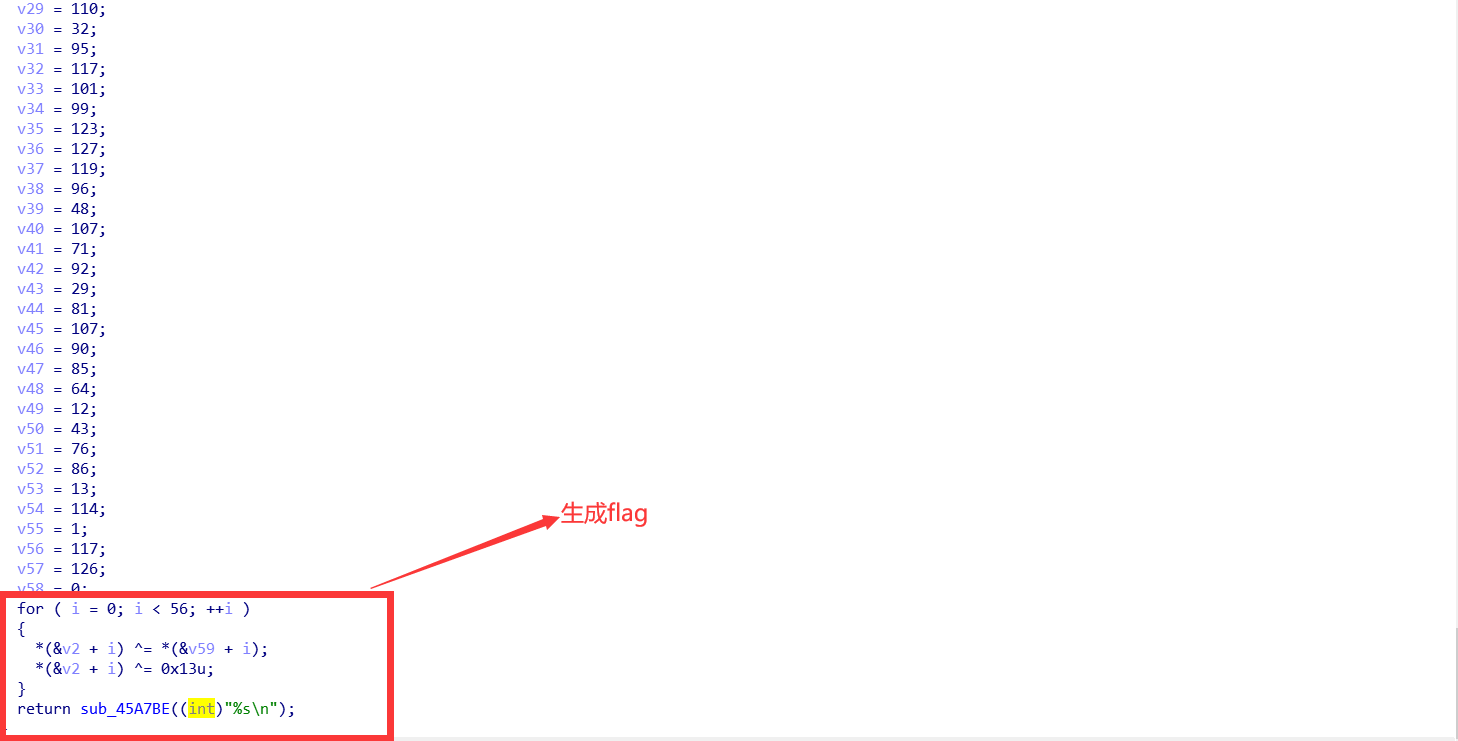 v29 = 110;
v30 = 32;
v31 = 95;
v32 = 117;
v33 = 101;
v34 = 99;
v35 = 123;
v36 = 127;
v37 = 119;
v38 = 96;
v39 = 48;
v40 = 107;
v41 = 71;
v42 = 92;
v43 = 29;
v44 = 81;
v45 = 107;
v46 = 90;
v47 = 85;
v48 = 64;
v49 = 12;
v50 = 43;
v51 = 76;
v52 = 86;
v53 = 13;
v54 = 114;
v55 = 1;
v56 = 117;
v57 = 126;
v58 = 0;
for ( i = 0; i < 56; ++i )
{
*(&v2 + i) ^= *(&v59 + i);
*(&v2 + i) ^= 0x13u;
}
return sub_45A7BE((int)"%s\n");
生成flag